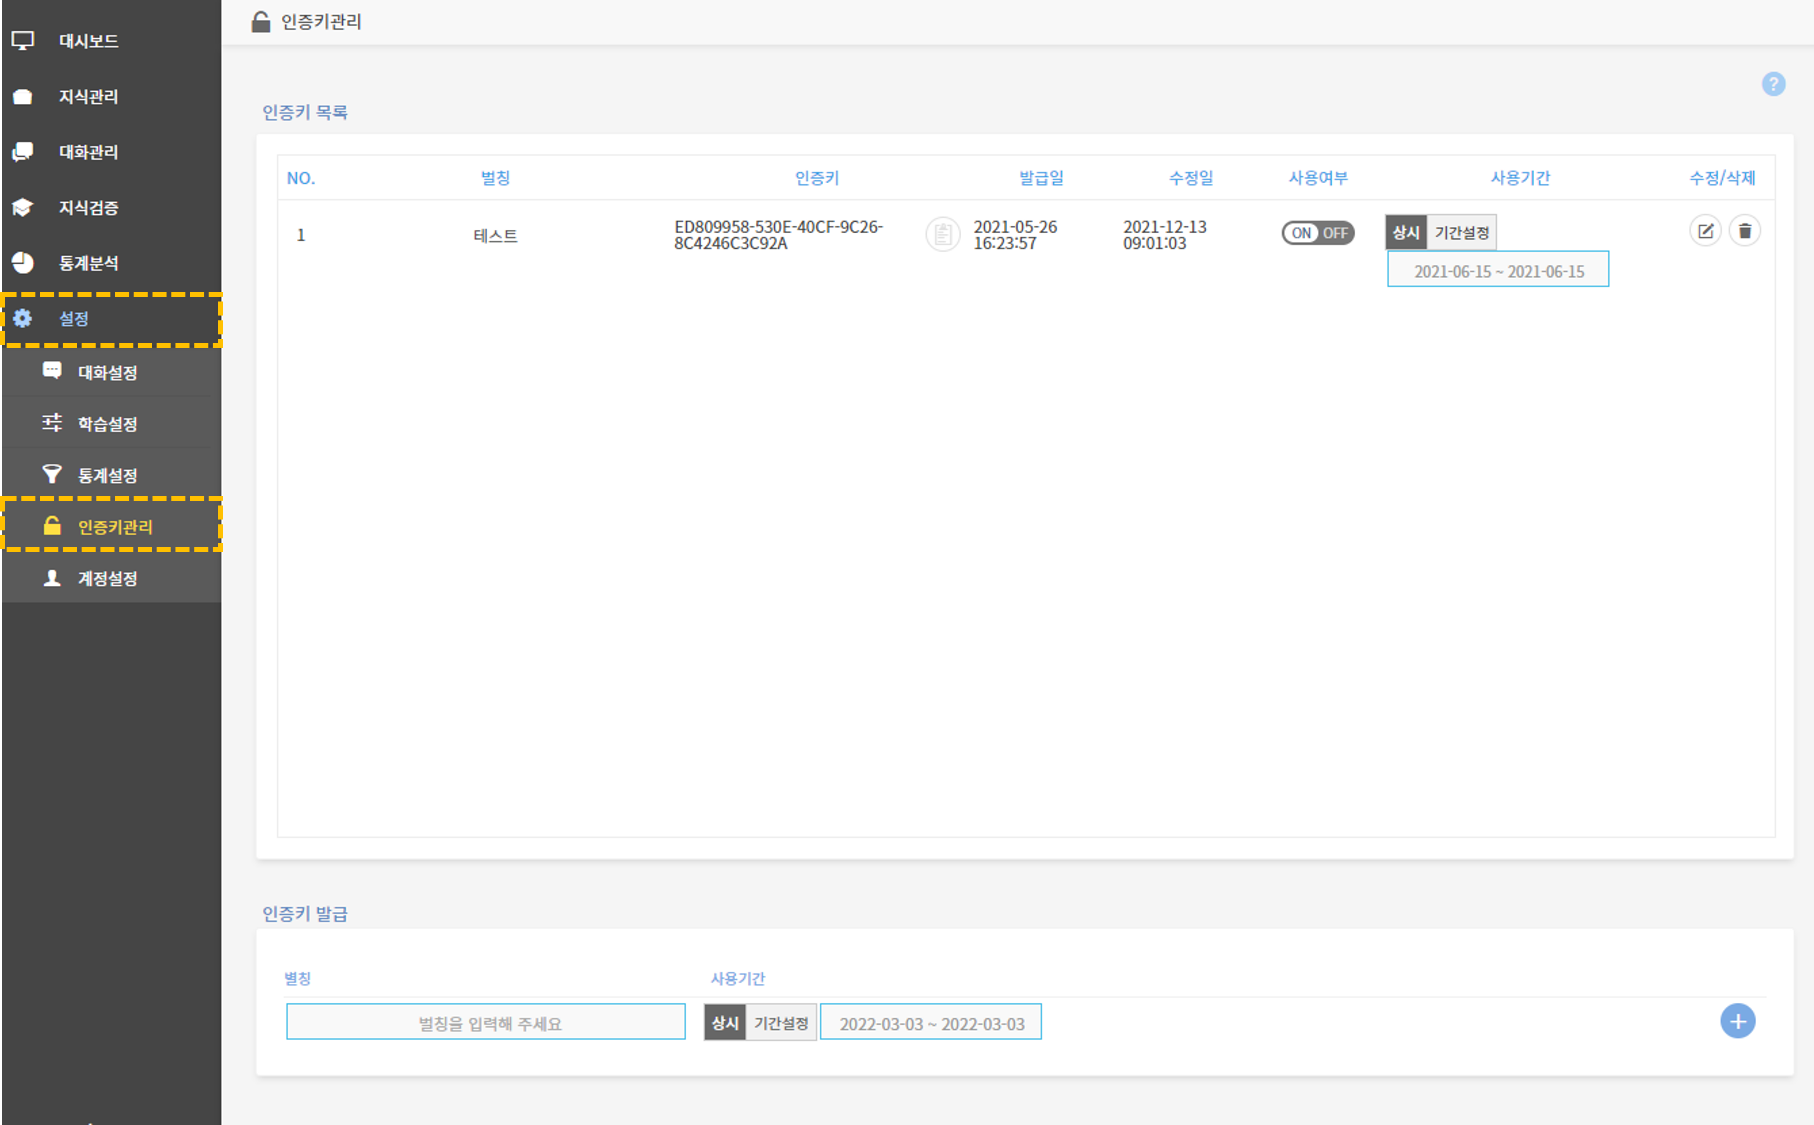 대시보드
지식관리
대화관리
지식검증
통계분석
설정
대화설정
학습설정
통계설정
인증키관리
계정설정
인증키관리
?
인증키 목록
NO. 별칭 인증키 발급일 수정일 사용여부 사용기간 수정/삭제
1 테스트 ED809958-530E-40CF-9C26- 2021-05-26 2021-12-13 ON OFF 상시 기간설정
8C4246C3C92A 16:23:57 09:01:03
2021-06-15 ~ 2021-06-15
인증키 발급
별칭 사용기간
별칭을 입력해 주세요 상시 기간설정 2022-03-03 ~ 2022-03-03